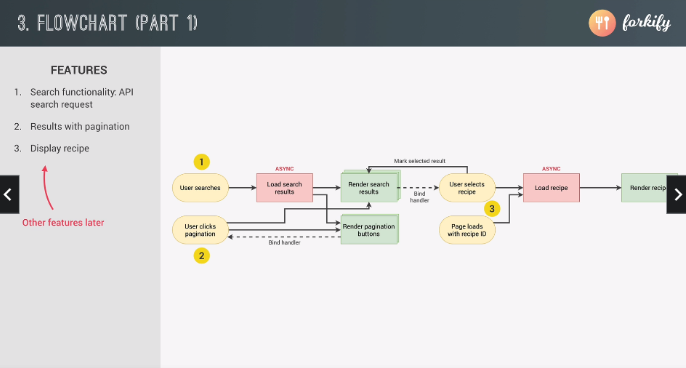 3. FLOWCHART (PART 1)
forkify
FEATURES
1. Search functionality: API
search request
2. Results with pagination
3. Display recipe
Other features later
1
User searches
ASYNC
Load search
results
Render search
results
Mark selected result
Bind
handler
User selects
recipe
ASYNC
Load recipe
Render recip
3
User clicks
pagination
2
Bind handler
Render pagination
buttons
Page loads
with recipe ID